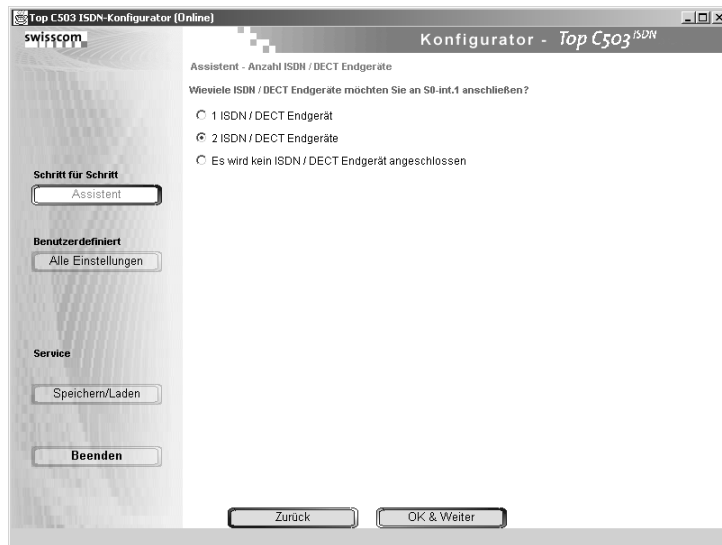 Top C503 ISDN-Konfigurator (Online)
swisscom
Konfigurator - Top C503 ISDN
Assistent - Anzahl ISDN / DECT Endgeräte
Wieviele ISDN / DECT Endgeräte möchten Sie an S0-int.1 anschließen?
1 ISDN / DECT Endgerät
2 ISDN / DECT Endgeräte
Es wird kein ISDN / DECT Endgerät angeschlossen
Schritt für Schritt
Assistent
Benutzerdefiniert
Alle Einstellungen
Service
Speichern/Laden
Beenden
Zurück
OK & Weiter